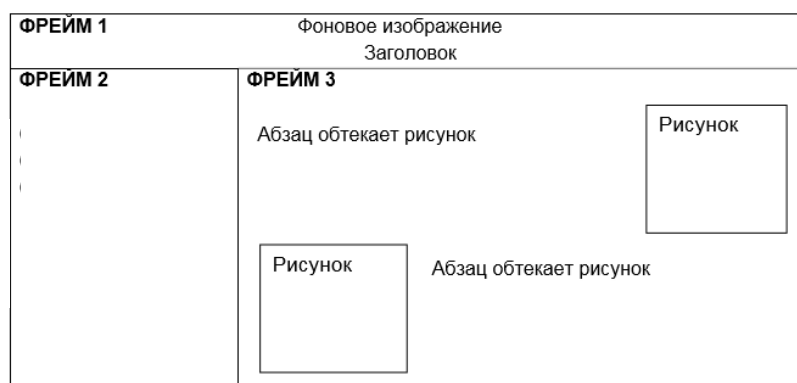 ФРЕЙМ 1 Фоновое изображение
Заголовок
ФРЕЙМ 2 ФРЕЙМ 3
Абзац обтекает рисунок Рисунок
Рисунок Абзац обтекает рисунок